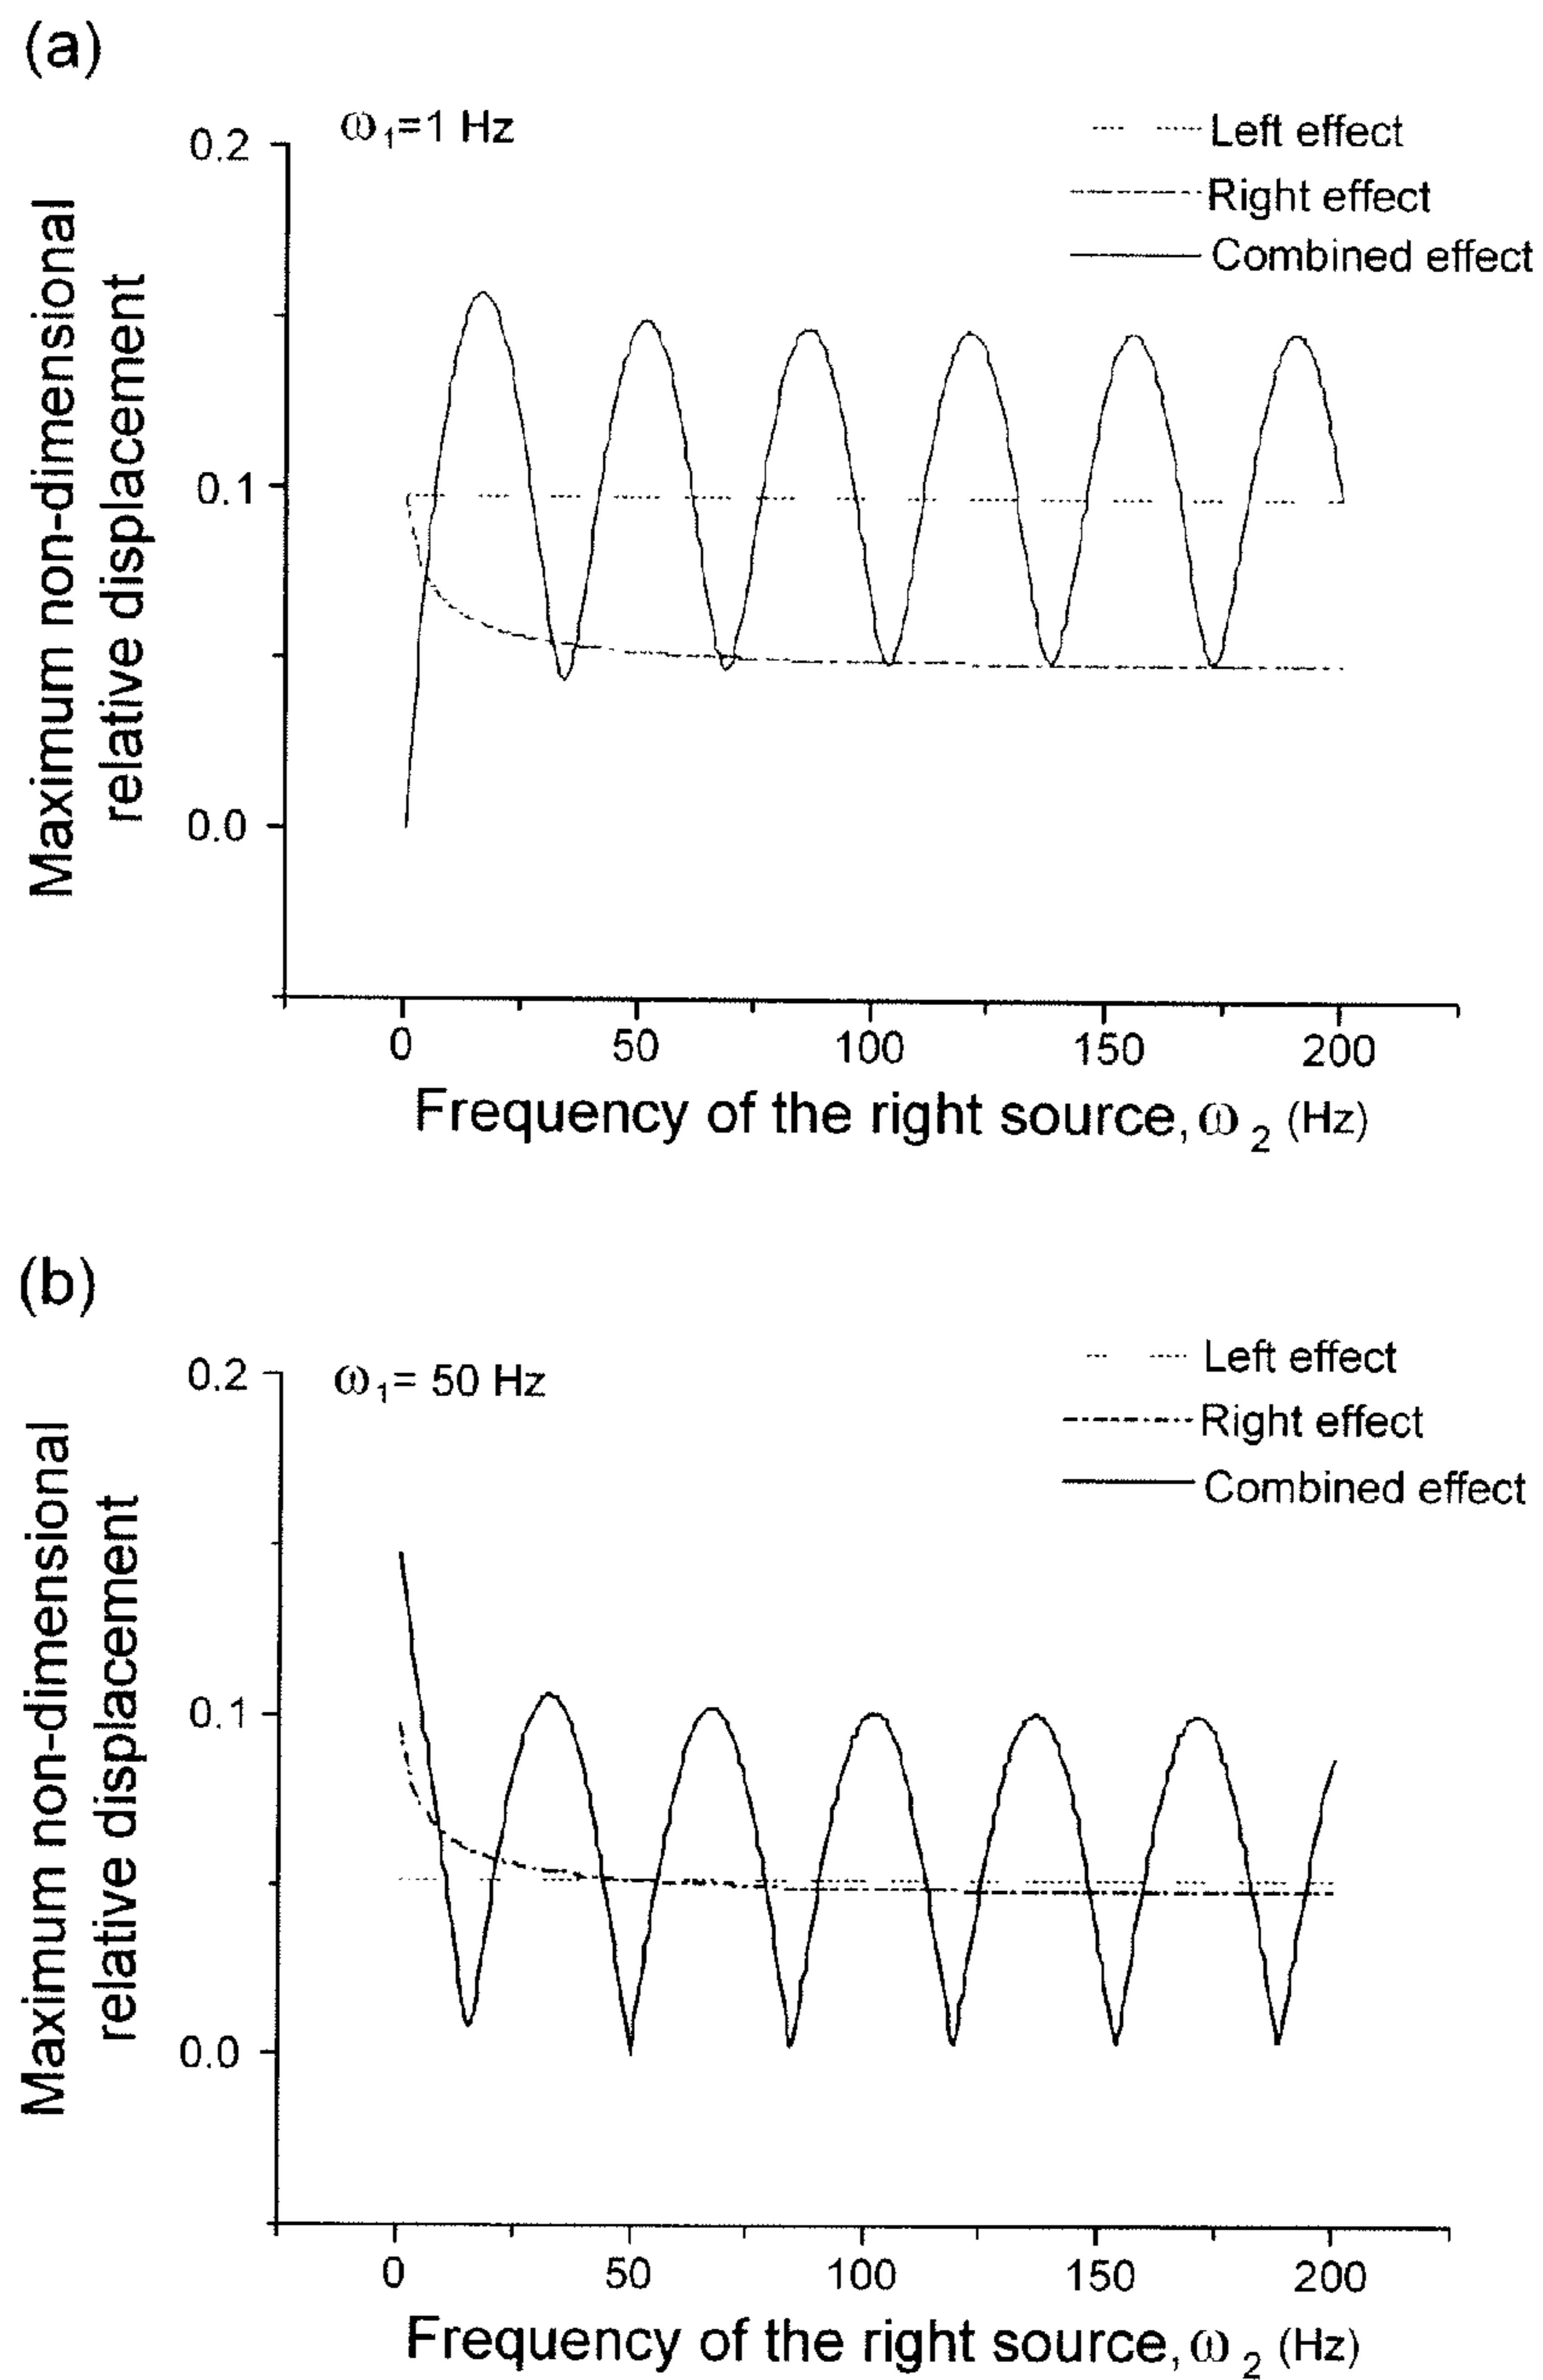 (a)
ω₁=1 Hz
Left effect
Right effect
Combined effect
0.2
0.1
0.0
Maximum non-dimensional
relative displacement
0
50
100
150
200
Frequency of the right source, ω₂ (Hz)
(b)
ω₁= 50 Hz
Left effect
Right effect
Combined effect
0.2
0.1
0.0
Maximum non-dimensional
relative displacement
0
50
100
150
200
Frequency of the right source, ω₂ (Hz)